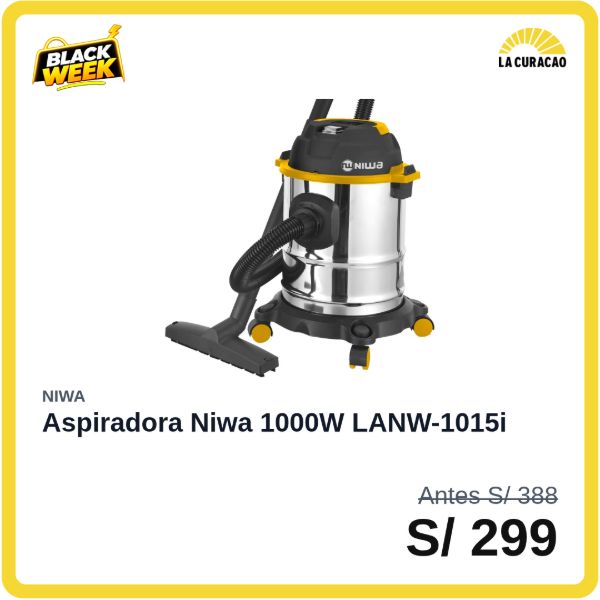 BLACK
WEEK
LA CURACAO
NIWA
NIWA
Aspiradora Niwa 1000W LANW-1015i
Antes S/ 388
S/ 299